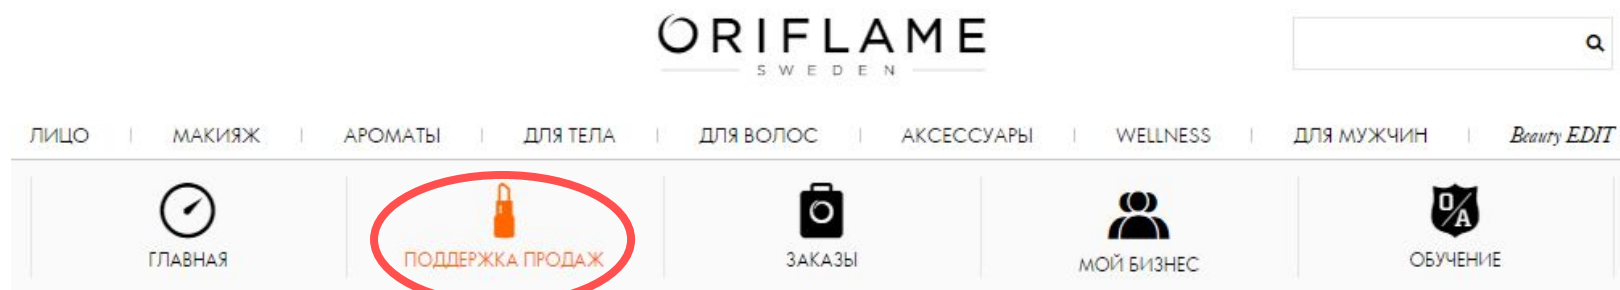 ORIFLAME
SWEDEN
ЛИЦО МАКИЯЖ АРОМАТЫ ДЛЯ ТЕЛА ДЛЯ ВОЛОС АКСЕССУАРЫ WELLNESS ДЛЯ МУЖЧИН Beauty EDIT
O/A
ГЛАВНАЯ ПОДДЕРЖКА ПРОДАЖ ЗАКАЗЫ МОЙ БИЗНЕС ОБУЧЕНИЕ